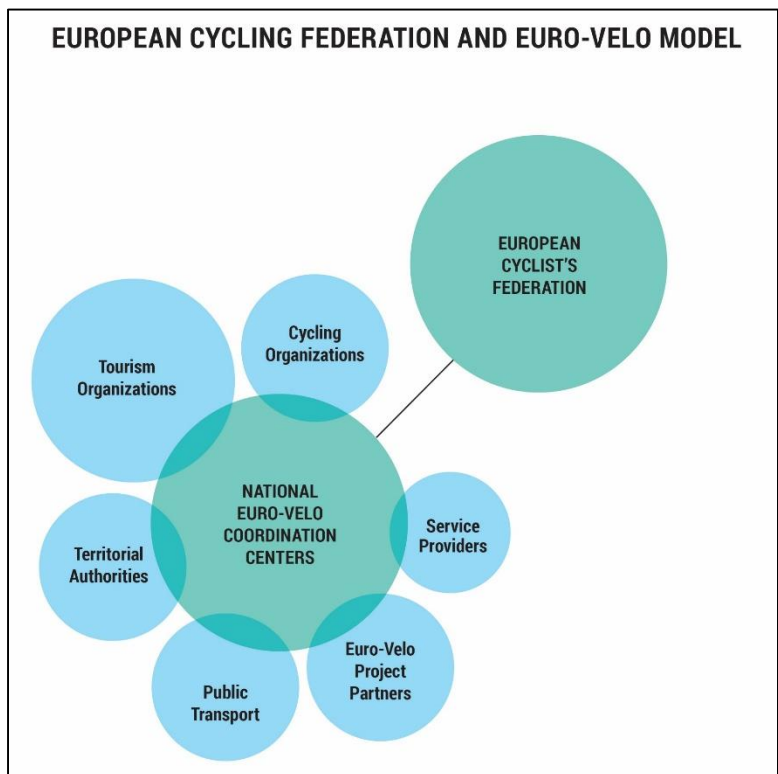 EUROPEAN CYCLING FEDERATION AND EURO-VELO MODEL
EUROPEAN
CYCLIST'S
FEDERATION
Cycling
Organizations
Tourism
Organizations
NATIONAL
EURO-VELO
COORDINATION
CENTERS
Service
Providers
Territorial
Authorities
Euro-Velo
Project
Partners
Public
Transport